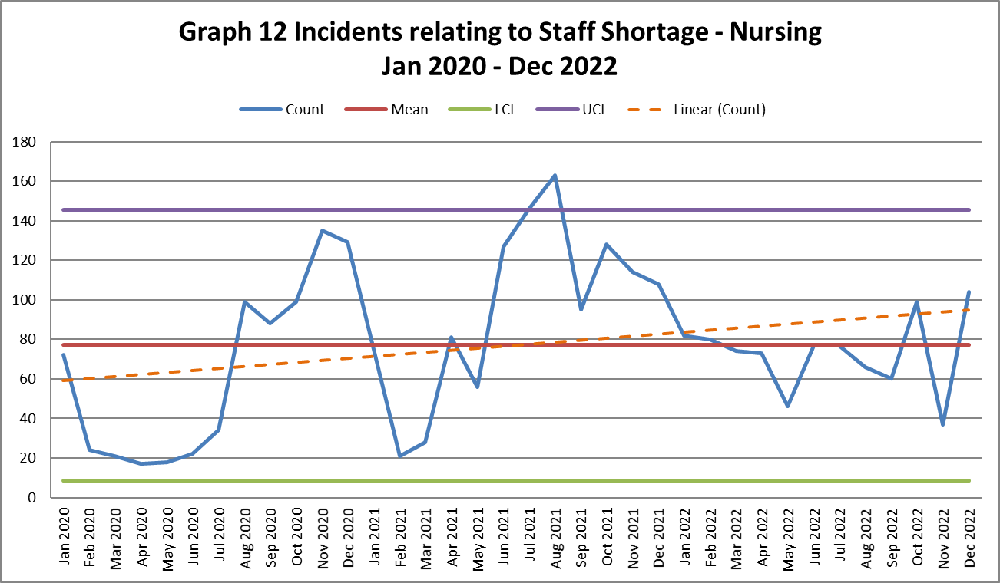 Graph 12 Incidents relating to Staff Shortage - Nursing
Jan 2020 - Dec 2022
Count Mean LCL UCL Linear (Count)
180
160
140
120
100
80
60
40
20
0
Jan 2020
Feb 2020
Mar 2020
Apr 2020
May 2020
Jun 2020
Jul 2020
Aug 2020
Sep 2020
Oct 2020
Nov 2020
Dec 2020
Jan 2021
Feb 2021
Mar 2021
Apr 2021
May 2021
Jun 2021
Jul 2021
Aug 2021
Sep 2021
Oct 2021
Nov 2021
Dec 2021
Jan 2022
Feb 2022
Mar 2022
Apr 2022
May 2022
Jun 2022
Jul 2022
Aug 2022
Sep 2022
Oct 2022
Nov 2022
Dec 2022